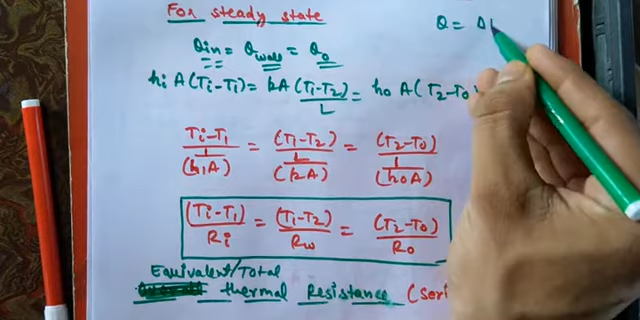 For steady state
Q = Δ
Qin = Qwall = Qo
hi A(Ti-T1) = kA (T1-T2)/L = ho A(T2-To
(Ti-T1)/(1/(h1A)) = (T1-T2)/(L/(kA)) = (T2-To)/(1/(hoA))
(Ti-T1)/Ri = (T1-T2)/Rw = (T2-To)/Ro
Equivalent/Total
thermal Resistance (Seri